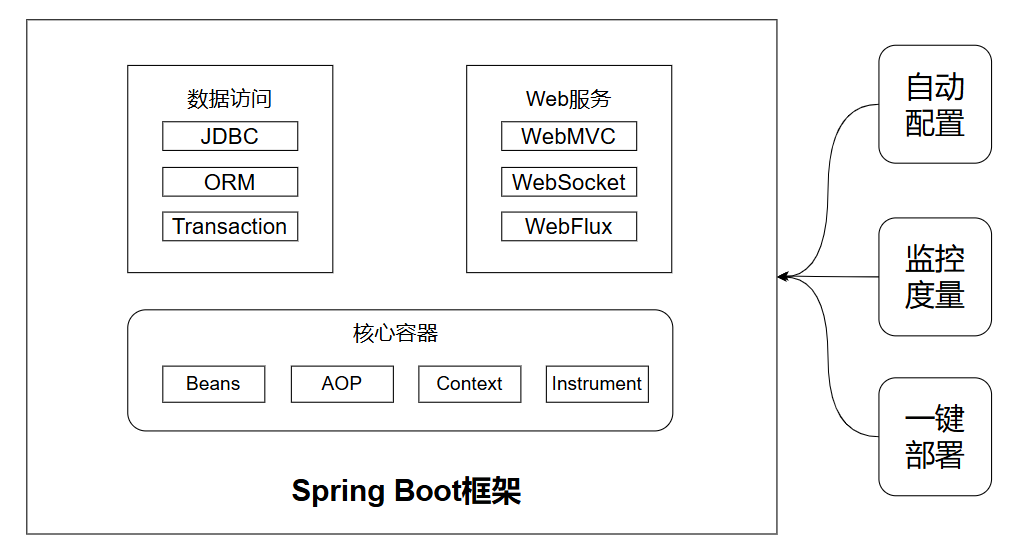 数据访问
JDBC
ORM
Transaction
Web服务
WebMVC
WebSocket
WebFlux
核心容器
Beans
AOP
Context
Instrument
Spring Boot框架
自动
配置
监控
度量
一键
部署